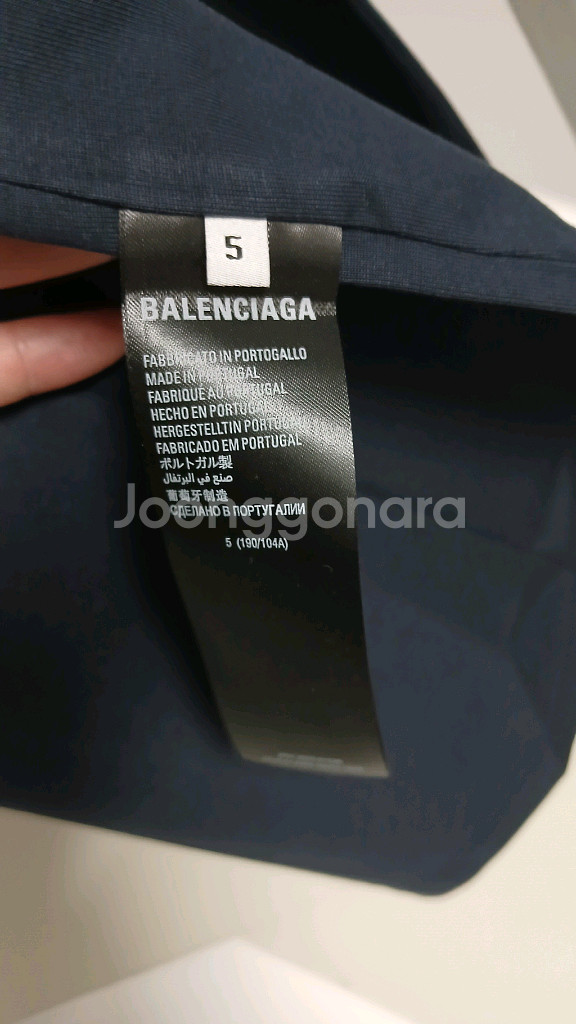 5
BALENCIAGA
FABBRICATO IN PORTOGALLO
MADE IN PORTUGAL
FABRIQUE AU PORTUGAL
HECHO EN PORTUGAL
HERGESTELLT IN PORTUGAL
FABRICADO EM PORTUGAL
ポルトガル製
صنع في البرتغال
葡萄牙制造
Joonggonara
СДЕЛАНО В ПОРТУГАЛИИ
5 (190/104A)